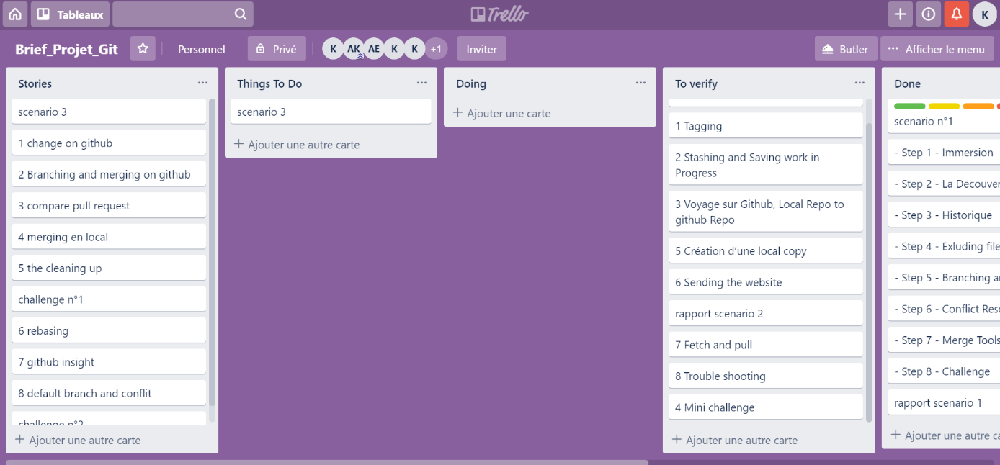 Tableaux
Trello
K
Brief_Projet_Git
Personnel
Privé
K AK AE K K +1
Inviter
Butler
Afficher le menu
Stories
scenario 3
1 change on github
2 Branching and merging on github
3 compare pull request
4 merging en local
5 the cleaning up
challenge n°1
6 rebasing
7 github insight
8 default branch and conflit
challenge n°2
+ Ajouter une autre carte
Things To Do
scenario 3
+ Ajouter une autre carte
Doing
+ Ajouter une carte
To verify
1 Tagging
2 Stashing and Saving work in
Progress
3 Voyage sur Github, Local Repo to
github Repo
5 Création d’une local copy
6 Sending the website
rapport scenario 2
7 Fetch and pull
8 Trouble shooting
4 Mini challenge
+ Ajouter une autre carte
Done
scenario n°1
- Step 1 - Immersion
- Step 2 - La Decouver
- Step 3 - Historique
- Step 4 - Exluding file
- Step 5 - Branching a
- Step 6 - Conflict Res
- Step 7 - Merge Tools
- Step 8 - Challenge
rapport scenario 1
+ Ajouter une autre ca